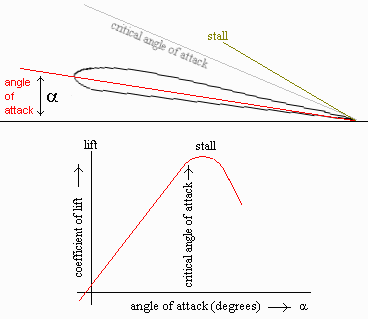 critical angle of attack
stall
angle
of
attack
α
lift
stall
coefficient of lift
critical angle of attack
angle of attack (degrees) α